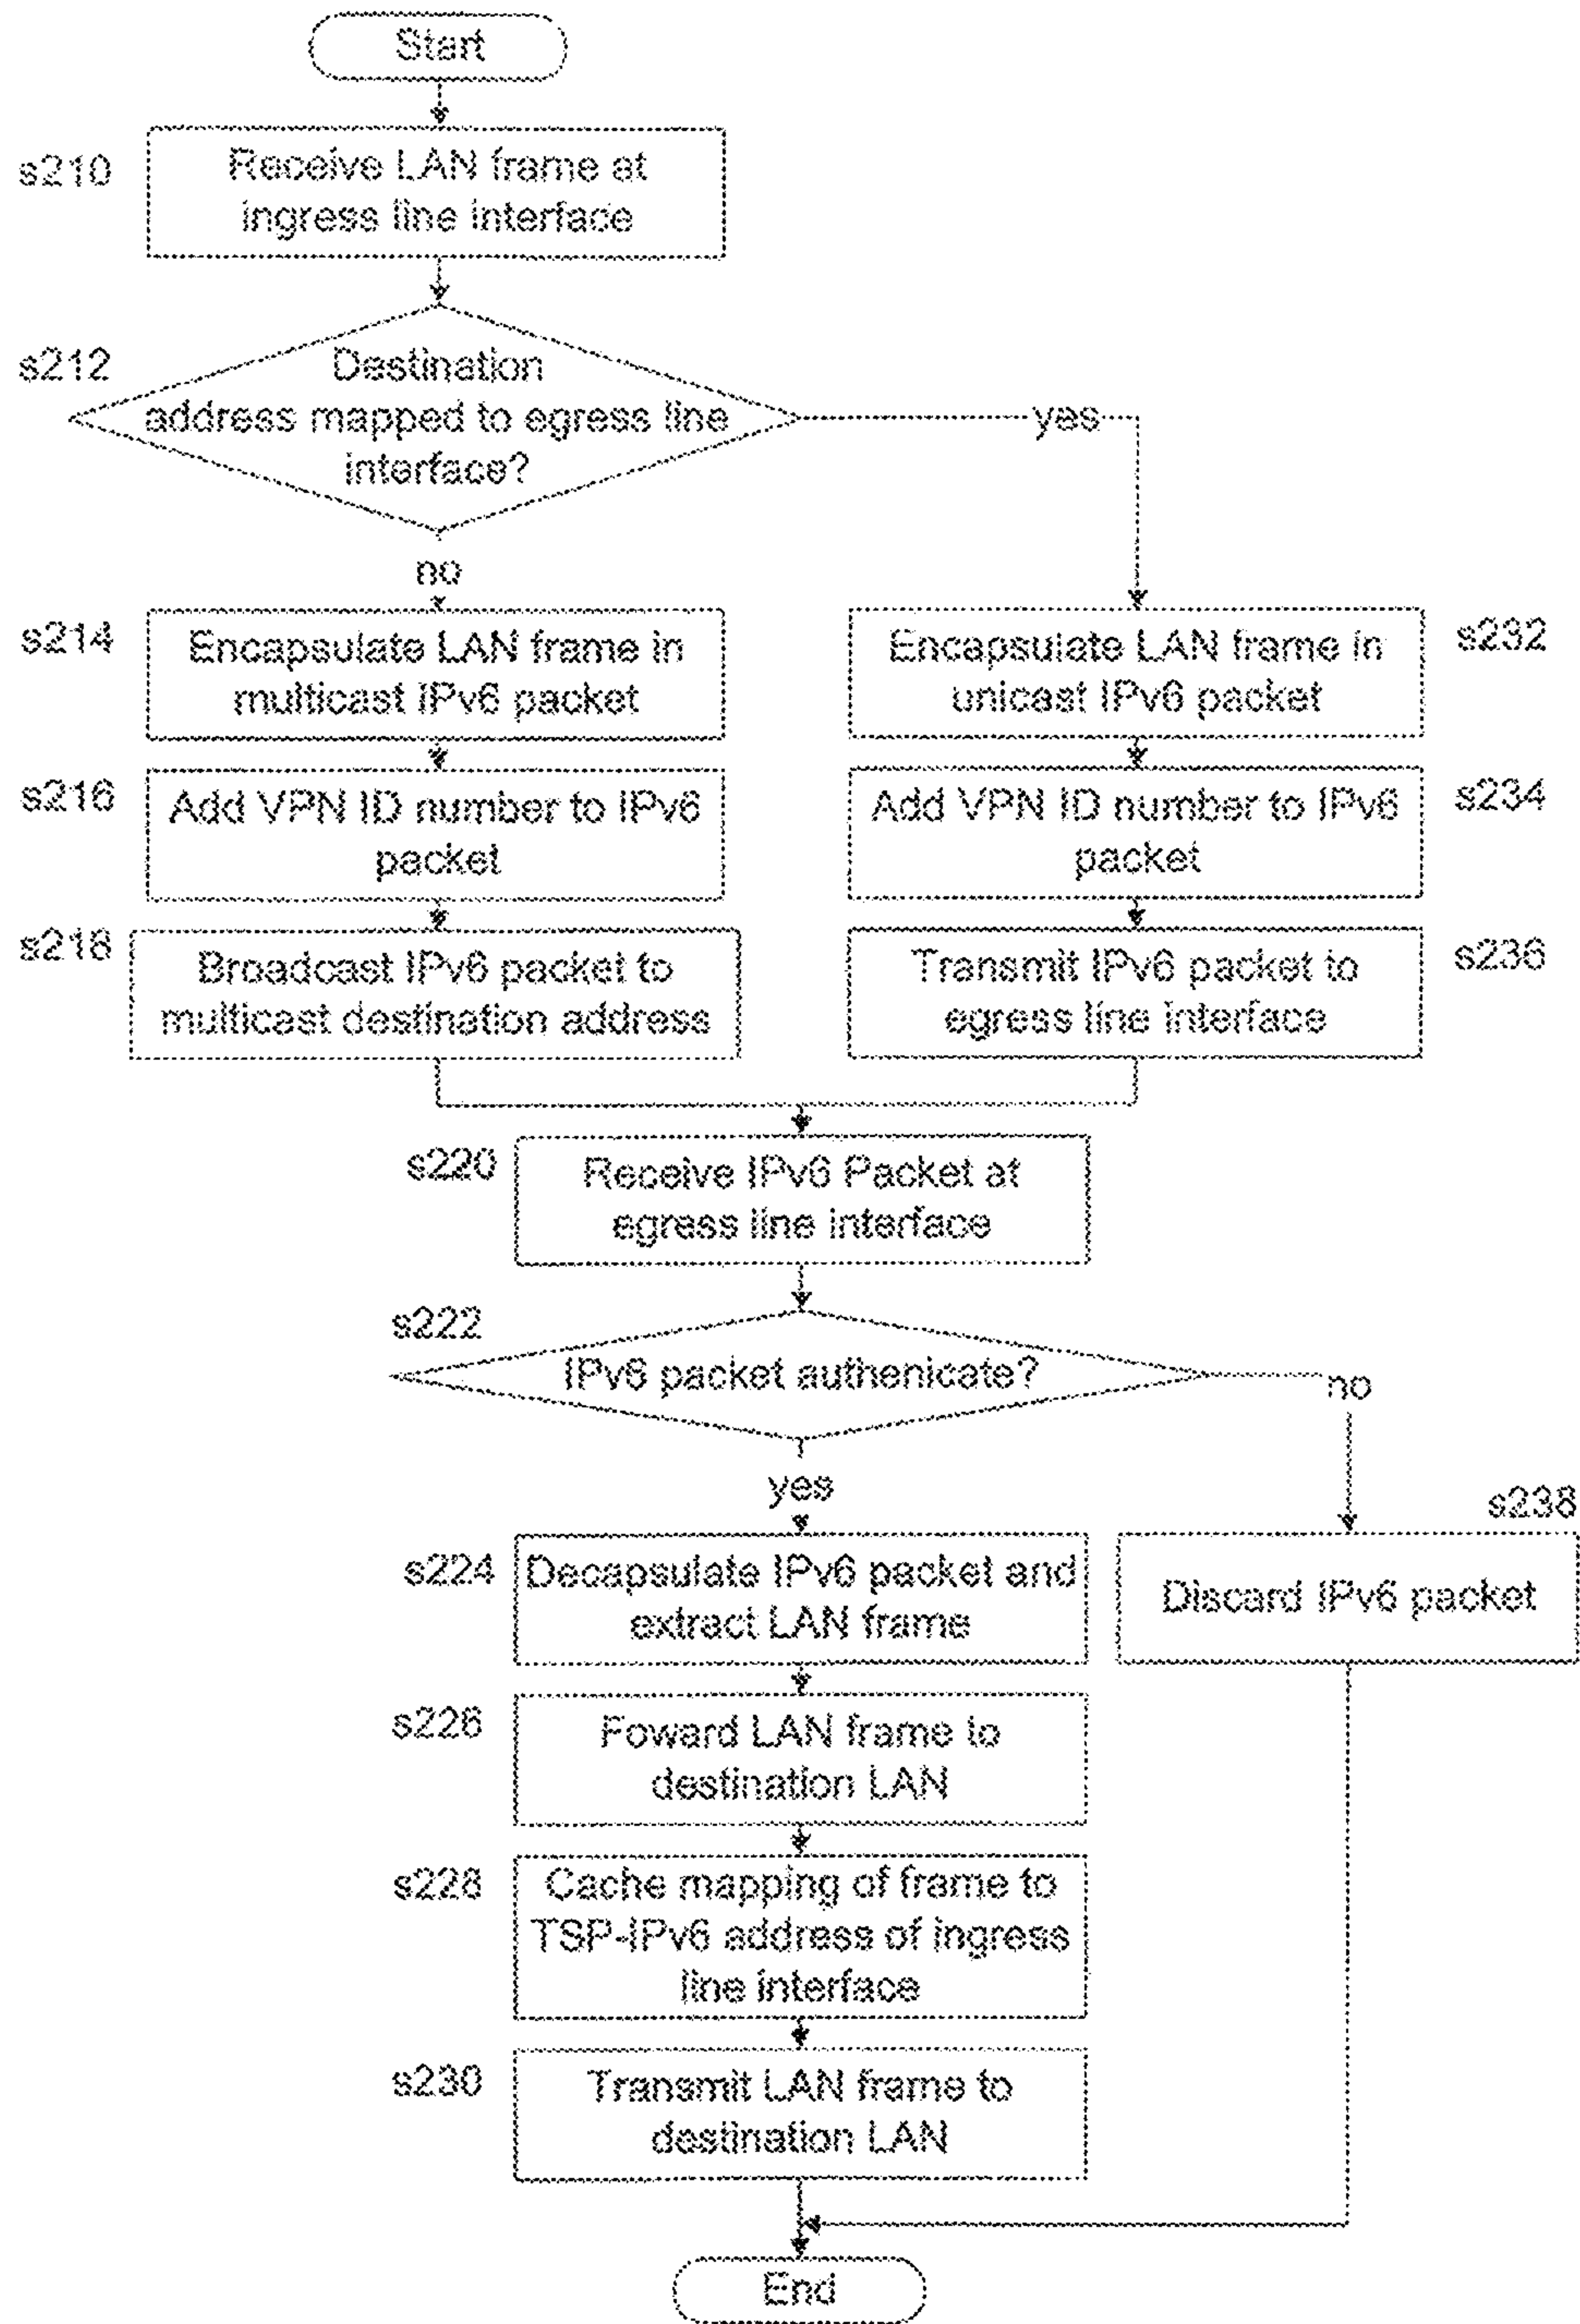 Start
s210
Receive LAN frame at
ingress line interface
s212
Destination
address mapped to egress line
interface?
yes
no
s214
Encapsulate LAN frame in
multicast IPv6 packet
s232
Encapsulate LAN frame in
unicast IPv6 packet
s216
Add VPN ID number to IPv6
packet
s234
Add VPN ID number to IPv6
packet
s218
Broadcast IPv6 packet to
multicast destination address
s236
Transmit IPv6 packet to
egress line interface
s220
Receive IPv6 Packet at
egress line interface
s222
IPv6 packet authenicate?
no
yes
s238
s224
Decapsulate IPv6 packet and
extract LAN frame
Discard IPv6 packet
s226
Foward LAN frame to
destination LAN
s228
Cache mapping of frame to
TSP-IPv6 address of ingress
line interface
s230
Transmit LAN frame to
destination LAN
End